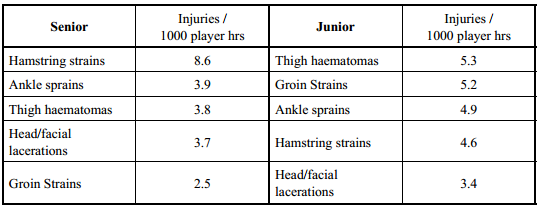 Senior Injuries / 1000 player hrs Junior Injuries / 1000 player hrs
Hamstring strains 8.6 Thigh haematomas 5.3
Ankle sprains 3.9 Groin Strains 5.2
Thigh haematomas 3.8 Ankle sprains 4.9
Head/facial lacerations 3.7 Hamstring strains 4.6
Groin Strains 2.5 Head/facial lacerations 3.4